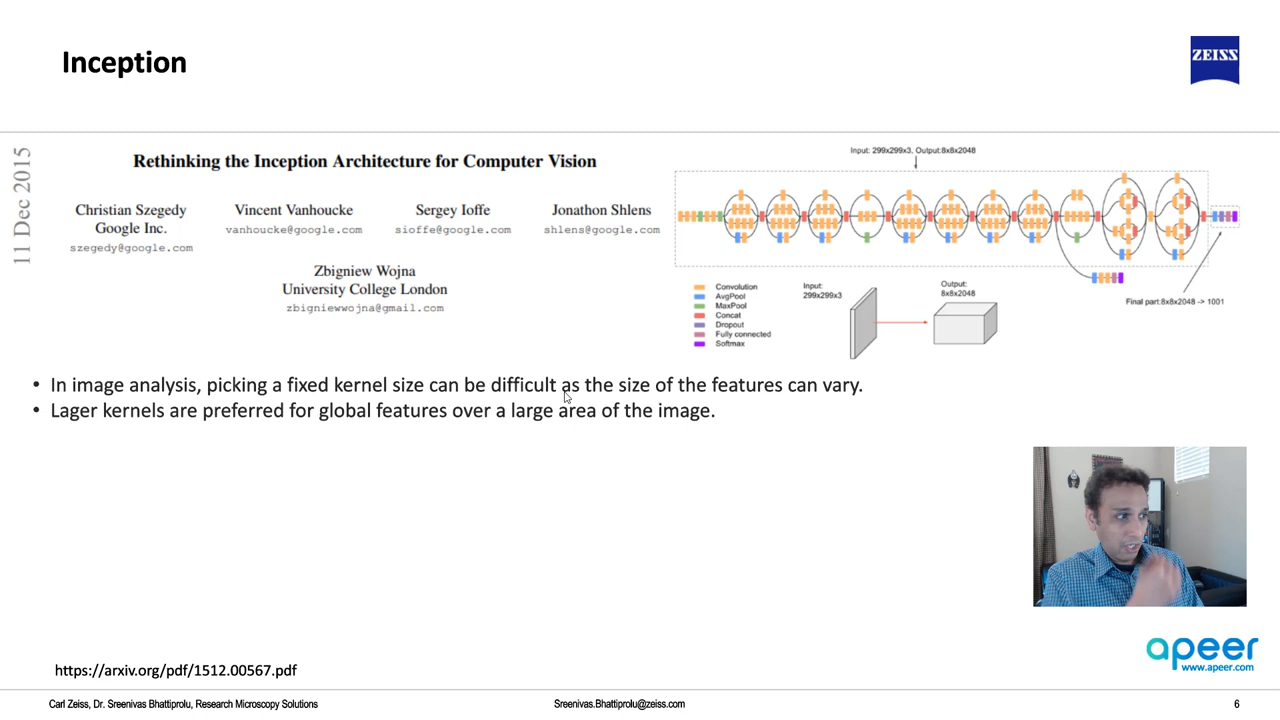 Inception
ZEISS
11 Dec 2015
Rethinking the Inception Architecture for Computer Vision
Christian Szegedy
Google Inc.
szegedy@google.com
Vincent Vanhoucke
vanhoucke@google.com
Sergey Ioffe
sioffe@google.com
Jonathon Shlens
shlens@google.com
Zbigniew Wojna
University College London
zbigniewwojna@gmail.com
Input: 299x299x3, Output:8x8x2048
Convolution
AvgPool
MaxPool
Concat
Dropout
Fully connected
Softmax
Input:
299x299x3
Output:
8x8x2048
Final part:8x8x2048 -> 1001
• In image analysis, picking a fixed kernel size can be difficult as the size of the features can vary.
• Lager kernels are preferred for global features over a large area of the image.
apeer
www.apeer.com
https://arxiv.org/pdf/1512.00567.pdf
Carl Zeiss, Dr. Sreenivas Bhattiprolu, Research Microscopy Solutions
Sreenivas.Bhattiprolu@zeiss.com
6